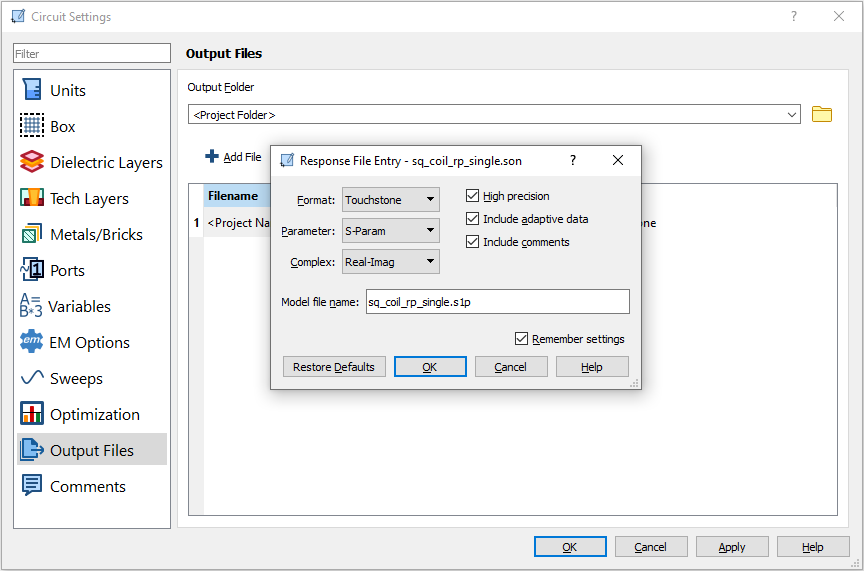 Circuit Settings
?
Filter
Units
Box
Dielectric Layers
Tech Layers
Metals/Bricks
Ports
Variables
EM Options
Sweeps
Optimization
Output Files
Comments
Output Files
Output Folder
<Project Folder>
Add File
Filename
1 <Project Na
Response File Entry - sq_coil_rp_single.son
?
Format: Touchstone
Parameter: S-Param
Complex: Real-Imag
High precision
Include adaptive data
Include comments
Model file name: sq_coil_rp_single.s1p
Remember settings
Restore Defaults OK Cancel Help
OK Cancel Apply Help